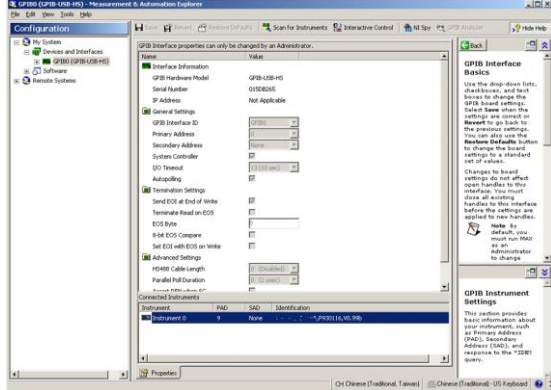 GPIB0 (GPIB-USB-HS) - Measurement & Automation Explorer
File Edit View Tools Help
Configuration
My System
Devices and Interfaces
GPIB0 (GPIB-USB-HS)
Software
Remote Systems
Save Revert Restore Defaults Scan for Instruments Interactive Control NI Spy GPIB Analyzer Hide Help
GPIB Interface properties can only be changed by an Administrator.
Name Value
Interface Information
GPIB Hardware Model GPIB-USB-HS
Serial Number 015DB265
IP Address Not Applicable
General Settings
GPIB Interface ID GPIB0
Primary Address 0
Secondary Address None
System Controller
I/O Timeout 13 (10 sec)
Autopolling
Termination Settings
Send EOI at End of Write
Terminate Read on EOS
EOS Byte
8-bit EOS Compare
Set EOI with EOS on Write
Advanced Settings
HS488 Cable Length 0 (Disabled)
Parallel Poll Duration 0 (2 usec)
Connected Instruments
Instrument PAD SAD Identification
Instrument 0 9 None P930116,V0.99b
Properties
Back
GPIB Interface
Basics
Use the drop-down lists,
checkboxes, and text
boxes to change the
GPIB board settings.
Select Save when the
settings are correct or
Revert to go back to
the previous settings.
You can also use the
Restore Defaults button
to change the board
settings to a standard
set of values.
Changes to board
settings do not affect
open handles to this
interface. You must
close all existing
handles to this interface
before the settings are
applied to new handles.
Note By
default, you
must run MAX
as an
Administrator
to change
GPIB Instrument
Settings
This section provides
basic information about
your instrument, such
as Primary Address
(PAD), Secondary
Address (SAD), and
response to the *IDN?
query.
CH Chinese (Traditional, Taiwan) Chinese (Traditional) - US Keyboard